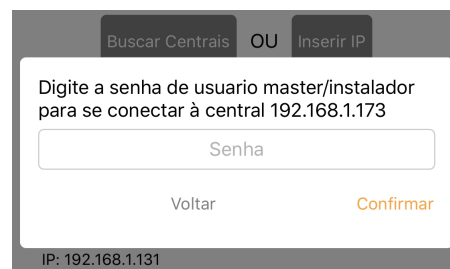 Buscar Centrais OU Inserir IP
Digite a senha de usuario master/instalador
para se conectar à central 192.168.1.173
Senha
Voltar Confirmar
IP: 192.168.1.131